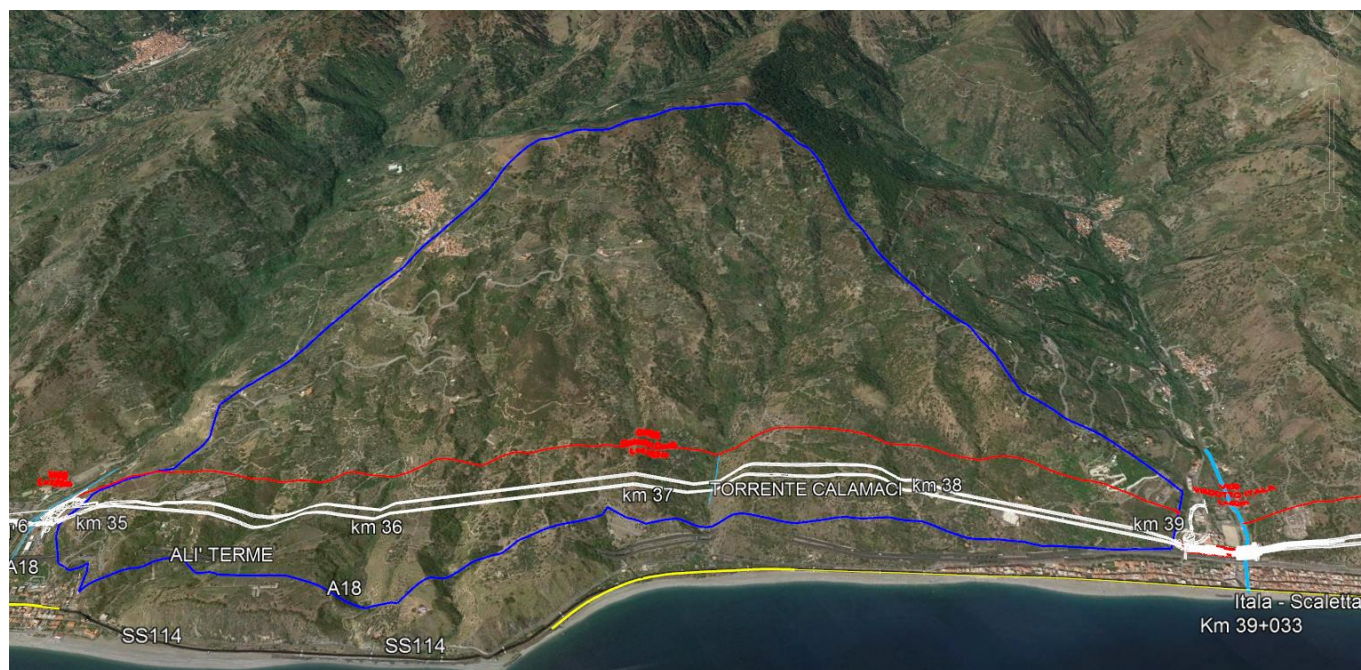 km 37
TORRENTE CALAMACI
km 38
km 35
km 36
km 39
ALI' TERME
A18
A18
Itala - Scaletta
Km 39+033
SS114
SS114